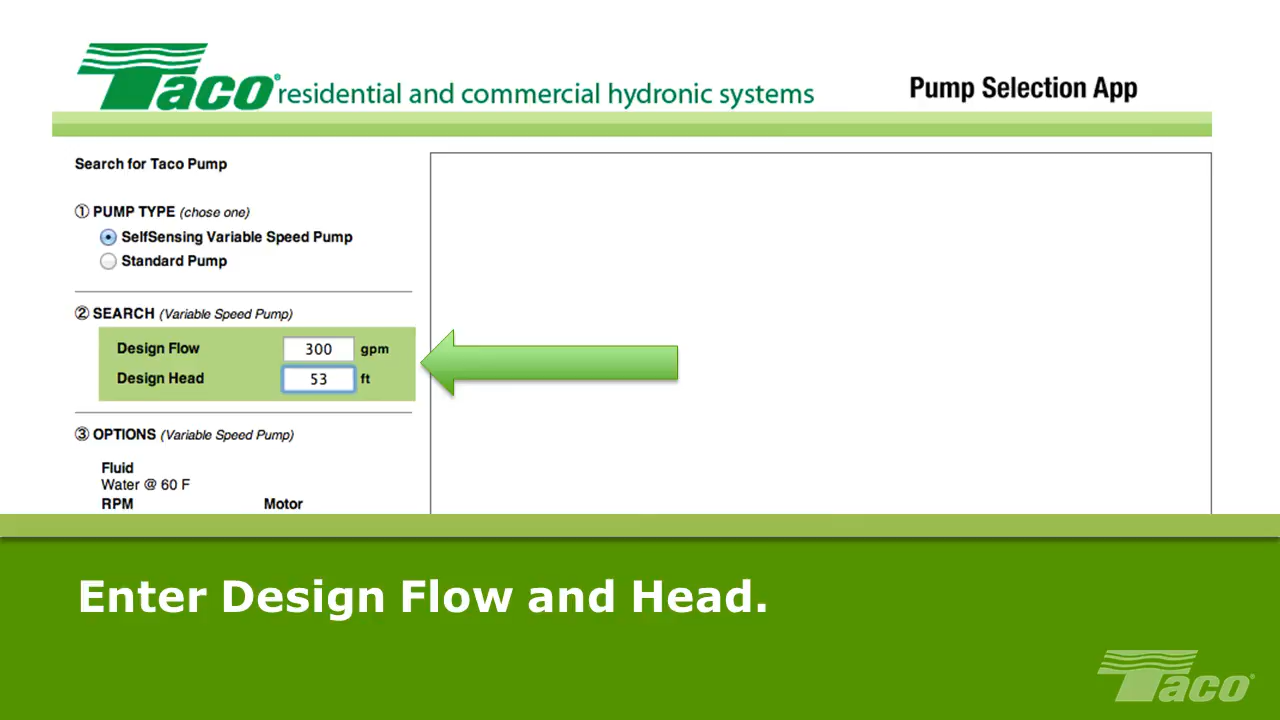 Taco® residential and commercial hydronic systems
Pump Selection App
Search for Taco Pump
① PUMP TYPE (chose one)
SelfSensing Variable Speed Pump
Standard Pump
② SEARCH (Variable Speed Pump)
Design Flow 300 gpm
Design Head 53 ft
③ OPTIONS (Variable Speed Pump)
Fluid
Water @ 60 F
RPM Motor
Enter Design Flow and Head.
Taco®